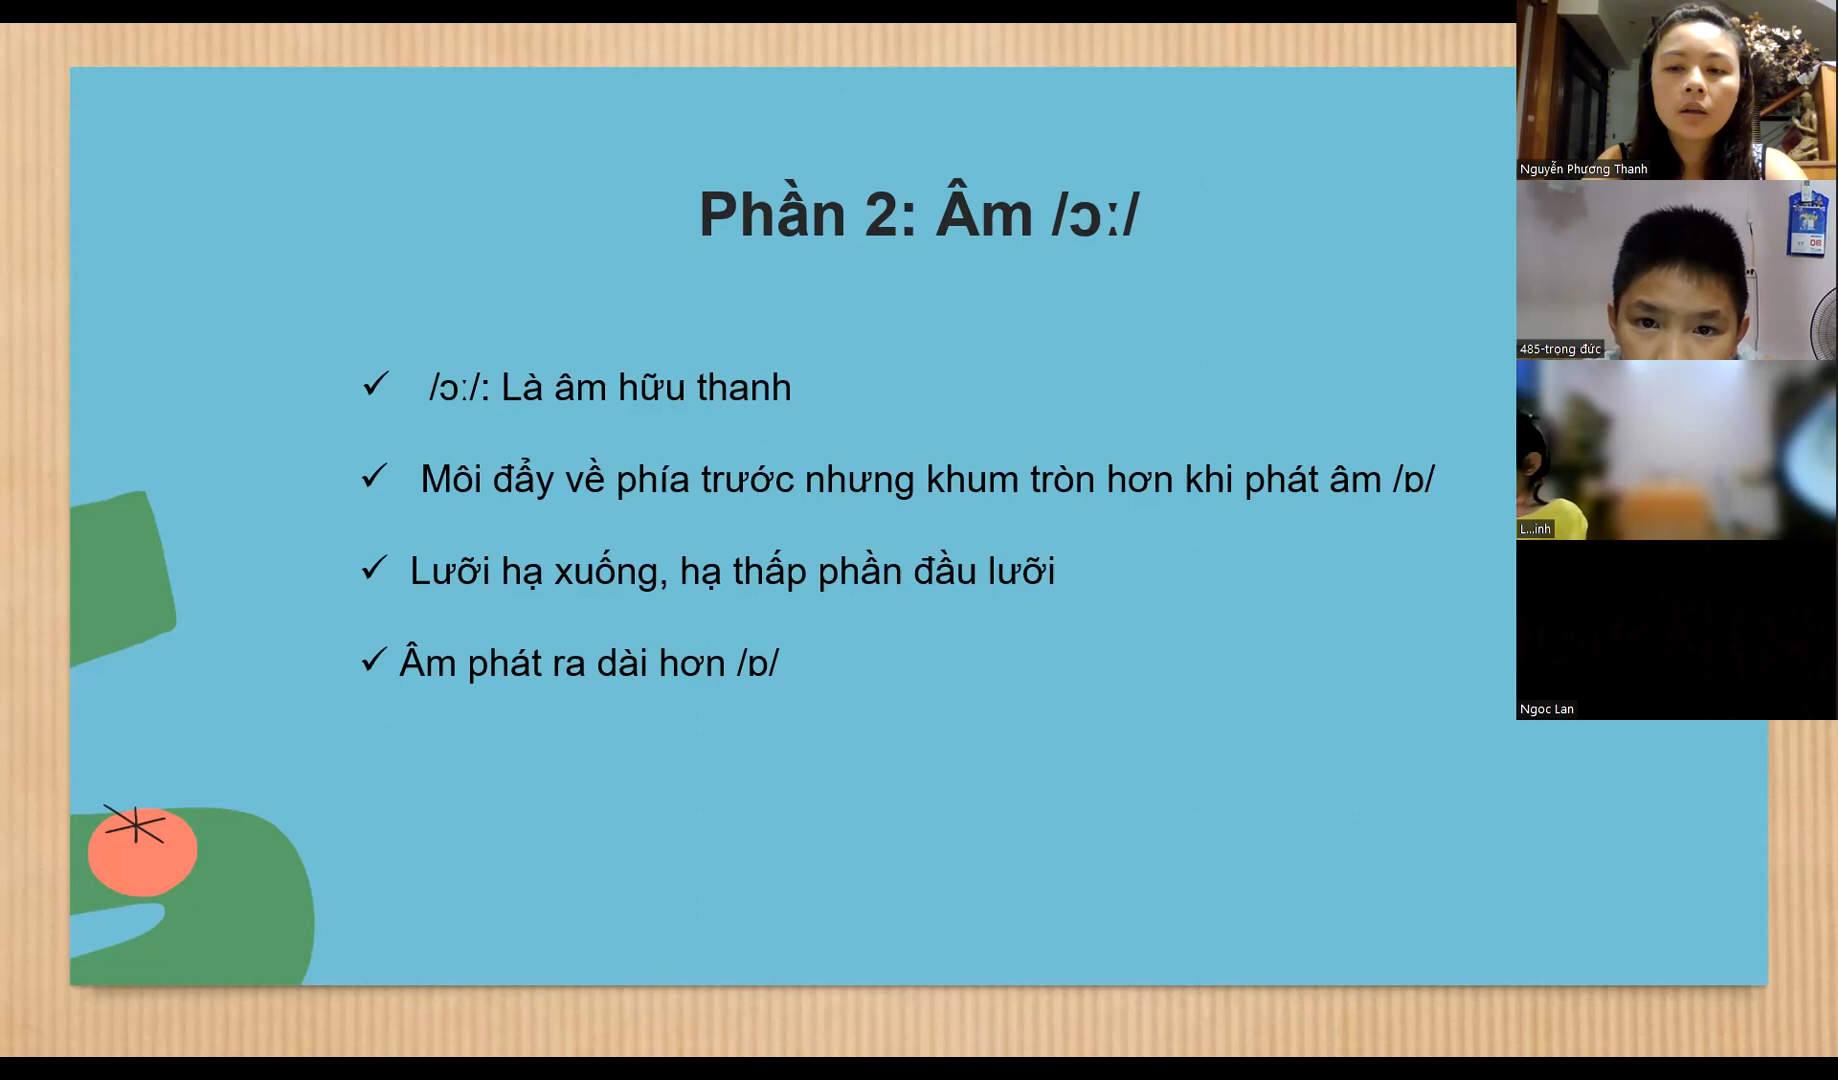 Phần 2: Âm /ɔː/
✓ /ɔː/: Là âm hữu thanh
✓ Môi đẩy về phía trước nhưng khum tròn hơn khi phát âm /ɒ/
✓ Lưỡi hạ xuống, hạ thấp phần đầu lưỡi
✓ Âm phát ra dài hơn /ɒ/
Nguyễn Phương Thanh
08
485-trọng đức
L...inh
Ngoc Lan